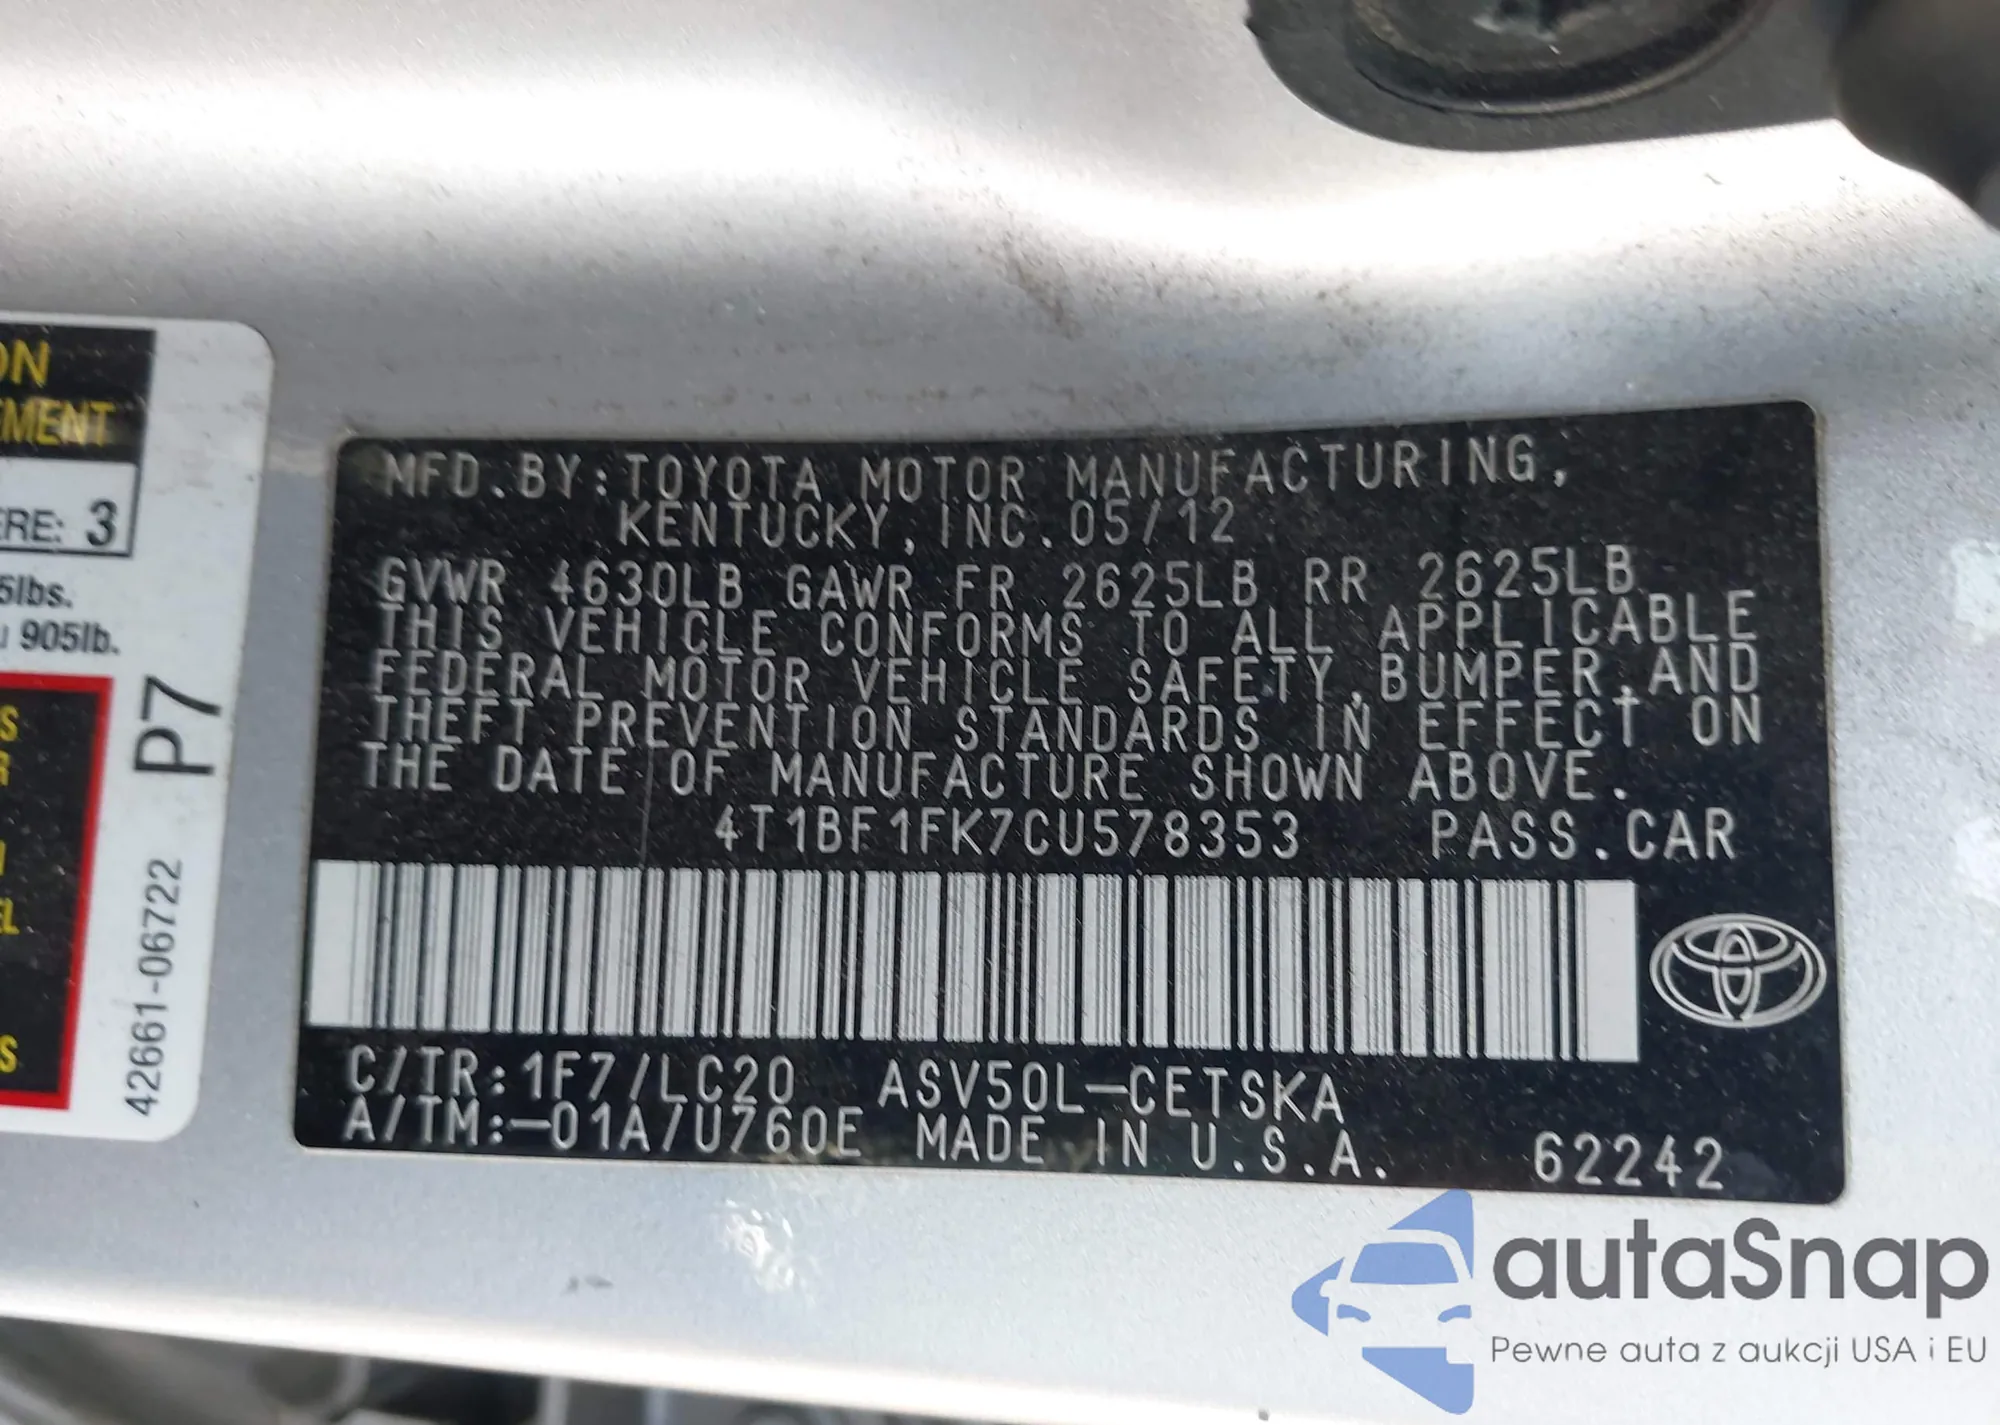 ON
EMENT
ERE: 3
5lbs.
905lb.
S
R
EL
S
P7
42661-06722
MFD.BY:TOYOTA MOTOR MANUFACTURING,
KENTUCKY,INC.05/12
GVWR 4630LB GAWR FR 2625LB RR 2625LB
THIS VEHICLE CONFORMS TO ALL APPLICABLE
FEDERAL MOTOR VEHICLE SAFETY,BUMPER,AND
THEFT PREVENTION STANDARDS IN EFFECT ON
THE DATE OF MANUFACTURE SHOWN ABOVE.
4T1BF1FK7CU578353 PASS.CAR
C/TR:1F7/LC20 ASV50L-CETSKA
A/TM:-01A/U760E MADE IN U.S.A. 62242
autaSnap
Pewne auta z aukcji USA i EU